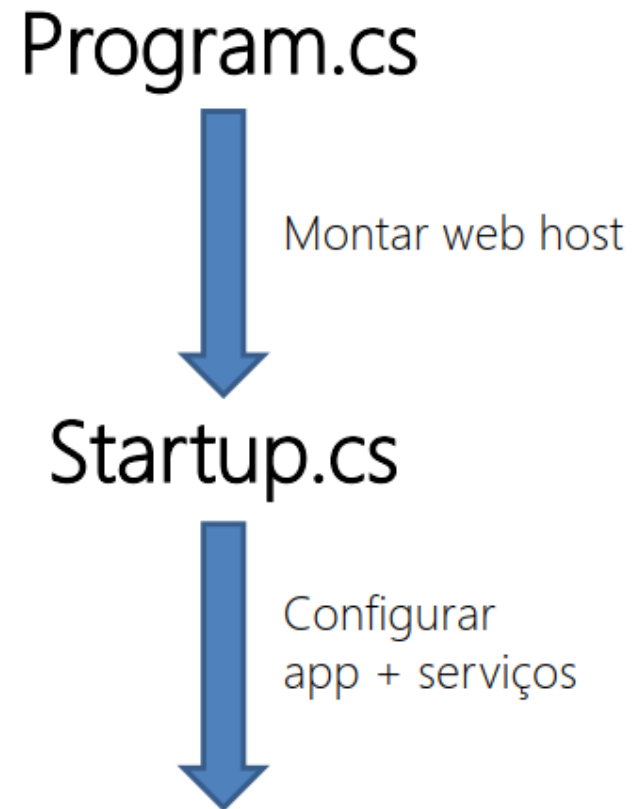 Program.cs
Montar web host
Startup.cs
Configurar
app + serviços